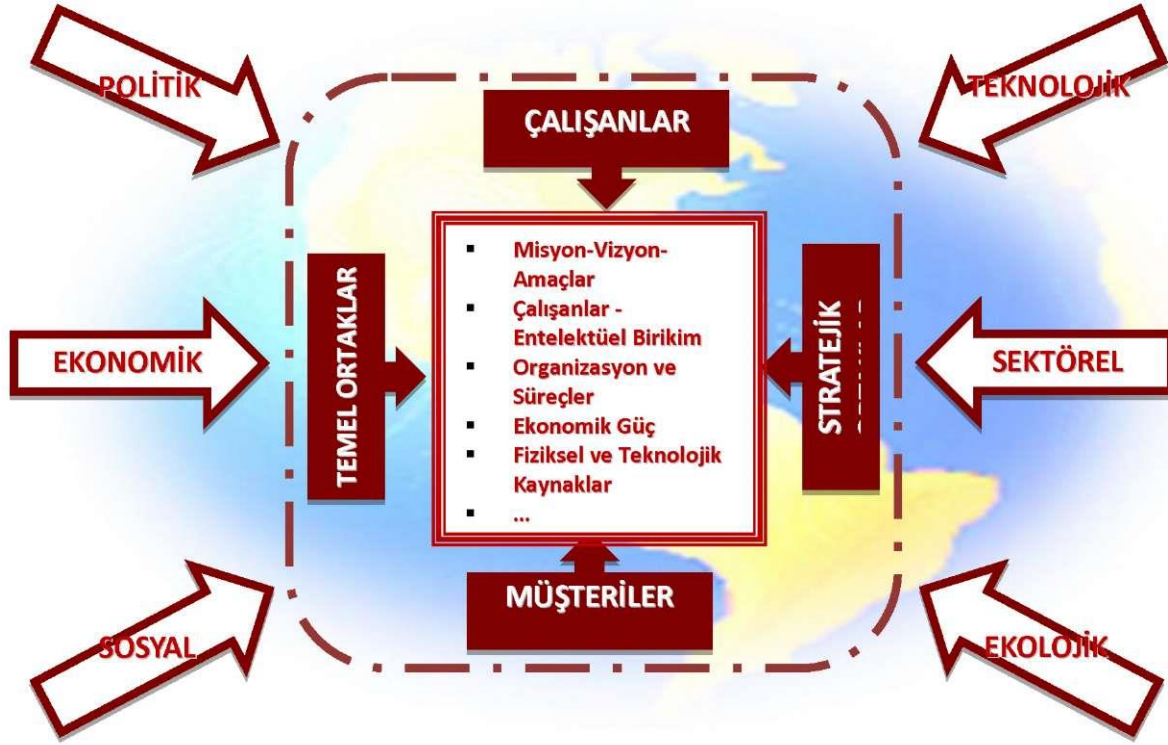 POLİTİK
TEKNOLOJİK
ÇALIŞANLAR
▪ Misyon-Vizyon-
Amaçlar
▪ Çalışanlar -
Entelektüel Birikim
▪ Organizasyon ve
Süreçler
▪ Ekonomik Güç
▪ Fiziksel ve Teknolojik
Kaynaklar
▪ ...
TEMEL ORTAKLAR
STRATEJİK
EKONOMİK
SEKTÖREL
MÜŞTERİLER
SOSYAL
EKOLOJİK